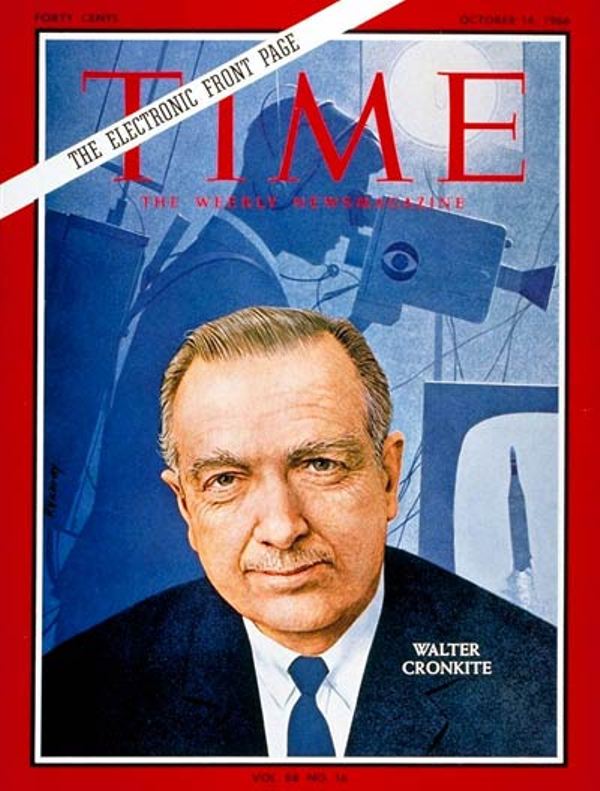 FORTY CENTS
OCTOBER 14, 1966
THE ELECTRONIC FRONT PAGE
TIME
THE WEEKLY NEWSMAGAZINE
WALTER
CRONKITE
VOL. 88 NO. 16